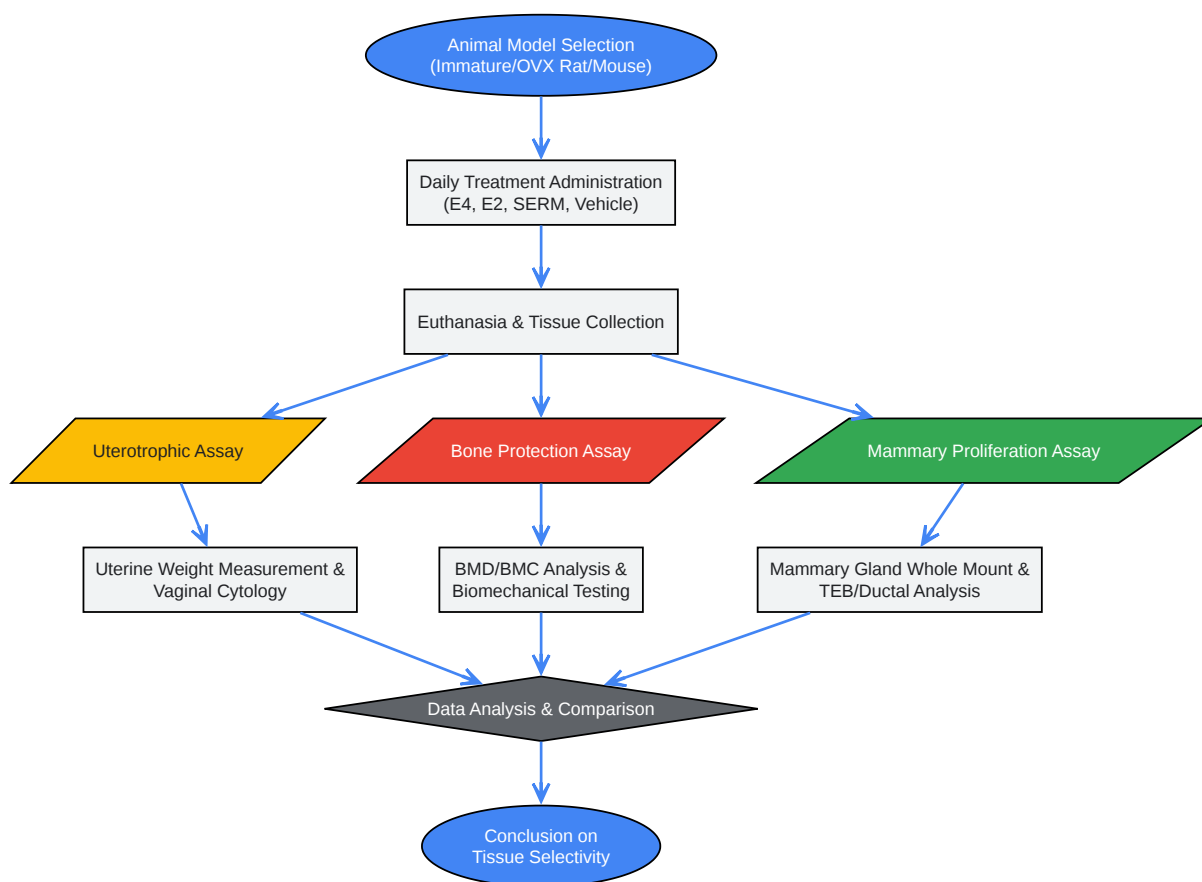 Animal Model Selection
(Immature/OVX Rat/Mouse)
Daily Treatment Administration
(E4, E2, SERM, Vehicle)
Euthanasia & Tissue Collection
Uterotrophic Assay
Bone Protection Assay
Mammary Proliferation Assay
Uterine Weight Measurement &
Vaginal Cytology
BMD/BMC Analysis &
Biomechanical Testing
Mammary Gland Whole Mount &
TEB/Ductal Analysis
Data Analysis & Comparison
Conclusion on
Tissue Selectivity